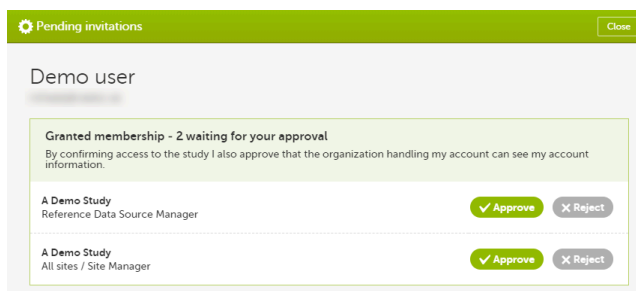 Pending invitations
Close
Demo user
Granted membership - 2 waiting for your approval
By confirming access to the study I also approve that the organization handling my account can see my account
information.
A Demo Study
Reference Data Source Manager
Approve
Reject
A Demo Study
All sites / Site Manager
Approve
Reject